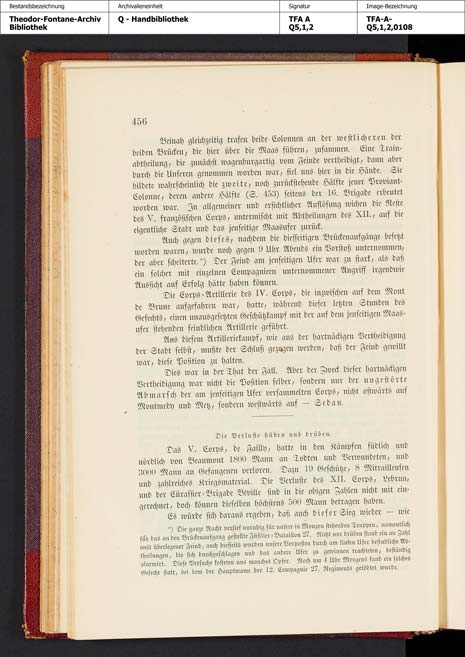 Bestandsbezeichnung Archivalieneinheit Signatur Image-Bezeichnung
Theodor-Fontane-Archiv Q - Handbibliothek TFA A TFA-A-
Bibliothek Q5,1,2 Q5,1,2,0108
456
Beinah gleichzeitig trafen beide Colonnen an der westlicheren der
beiden Brücken, die hier über die Maas führen, zusammen. Eine Train-
abtheilung, die zunächst wagenburgartig vom Feinde vertheidigt, dann aber
durch die Unseren genommen worden war, fiel uns hier in die Hände. Sie
bildete wahrscheinlich die zweite, noch zurückstehende Hälfte jener Proviant-
Colonne, deren andere Hälfte (S. 453) seitens der 16. Brigade erbeutet
worden war. In allgemeiner und ersichtlicher Auflösung wichen die Reste
des V. französischen Corps, untermischt mit Abtheilungen des XII., auf die
eigentliche Stadt und das jenseitige Maasufer zurück.
Auch gegen dieses, nachdem die diesseitigen Brückenaufgänge besetzt
worden waren, wurde noch gegen 9 Uhr Abends ein Vorstoß unternommen,
der aber scheiterte.*) Der Feind am jenseitigen Ufer war zu stark, als daß
ein solcher mit einzelnen Compagnieen unternommener Angriff irgendwie
Aussicht auf Erfolg hätte haben können.
Die Corps-Artillerie des IV. Corps, die inzwischen auf dem Mont
de Brune aufgefahren war, hatte, während dieser letzten Stunden des
Gefechts, einen unausgesetzten Geschützkampf mit der auf dem jenseitigen Maas-
ufer stehenden feindlichen Artillerie geführt.
Aus diesem Artilleriekampf, wie aus der hartnäckigen Vertheidigung
der Stadt selbst, mußte der Schluß gezogen werden, daß der Feind gewillt
war, diese Position zu halten.
Dies war in der That der Fall. Aber der Zweck dieser hartnäckigen
Vertheidigung war nicht die Position selber, sondern nur der ungestörte
Abmarsch der am jenseitigen Ufer versammelten Corps, nicht ostwärts auf
Montmedy und Metz, sondern westwärts auf — Sedan.
Die Verluste hüben und drüben.
Das V. Corps, de Failly, hatte in den Kämpfen südlich und
nördlich von Beaumont 1800 Mann an Todten und Verwundeten, und
3000 Mann an Gefangenen verloren. Dazu 19 Geschütze, 8 Mitrailleusen
und zahlreiches Kriegsmaterial. Die Verluste des XII. Corps, Lebrun,
und der Cürassier-Brigade Béville sind in die obigen Zahlen nicht mit ein-
gerechnet, doch können dieselben höchstens 500 Mann betragen haben.
Es würde sich daraus ergeben, daß auch dieser Sieg wieder — wie
*) Die ganze Nacht verlief unruhig für unsere in Mouzon stehenden Truppen, namentlich
für das an den Brückenaufgang gestellte Füsilier-Bataillon 27. Nicht nur drüben stand ein an Zahl
weit überlegener Feind, auch diesseits wurden unsere Vorposten durch am linken Ufer befindliche Ab-
theilungen, die sich durchzuschlagen und das andere Ufer zu gewinnen trachteten, beständig
alarmirt. Diese Versuche kosteten uns manches Opfer. Noch um 4 Uhr Morgens fand ein solches
Gefecht statt, bei dem der Hauptmann der 12. Compagnie 27. Regiments getödtet wurde.